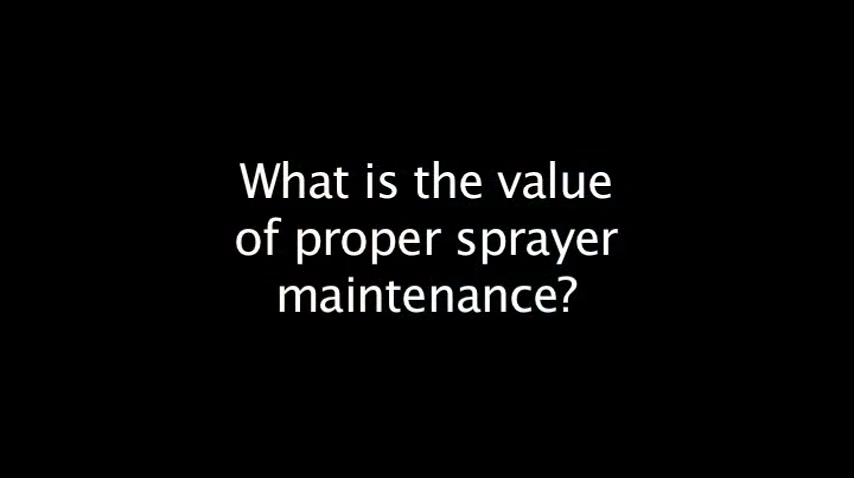 What is the value
of proper sprayer
maintenance?